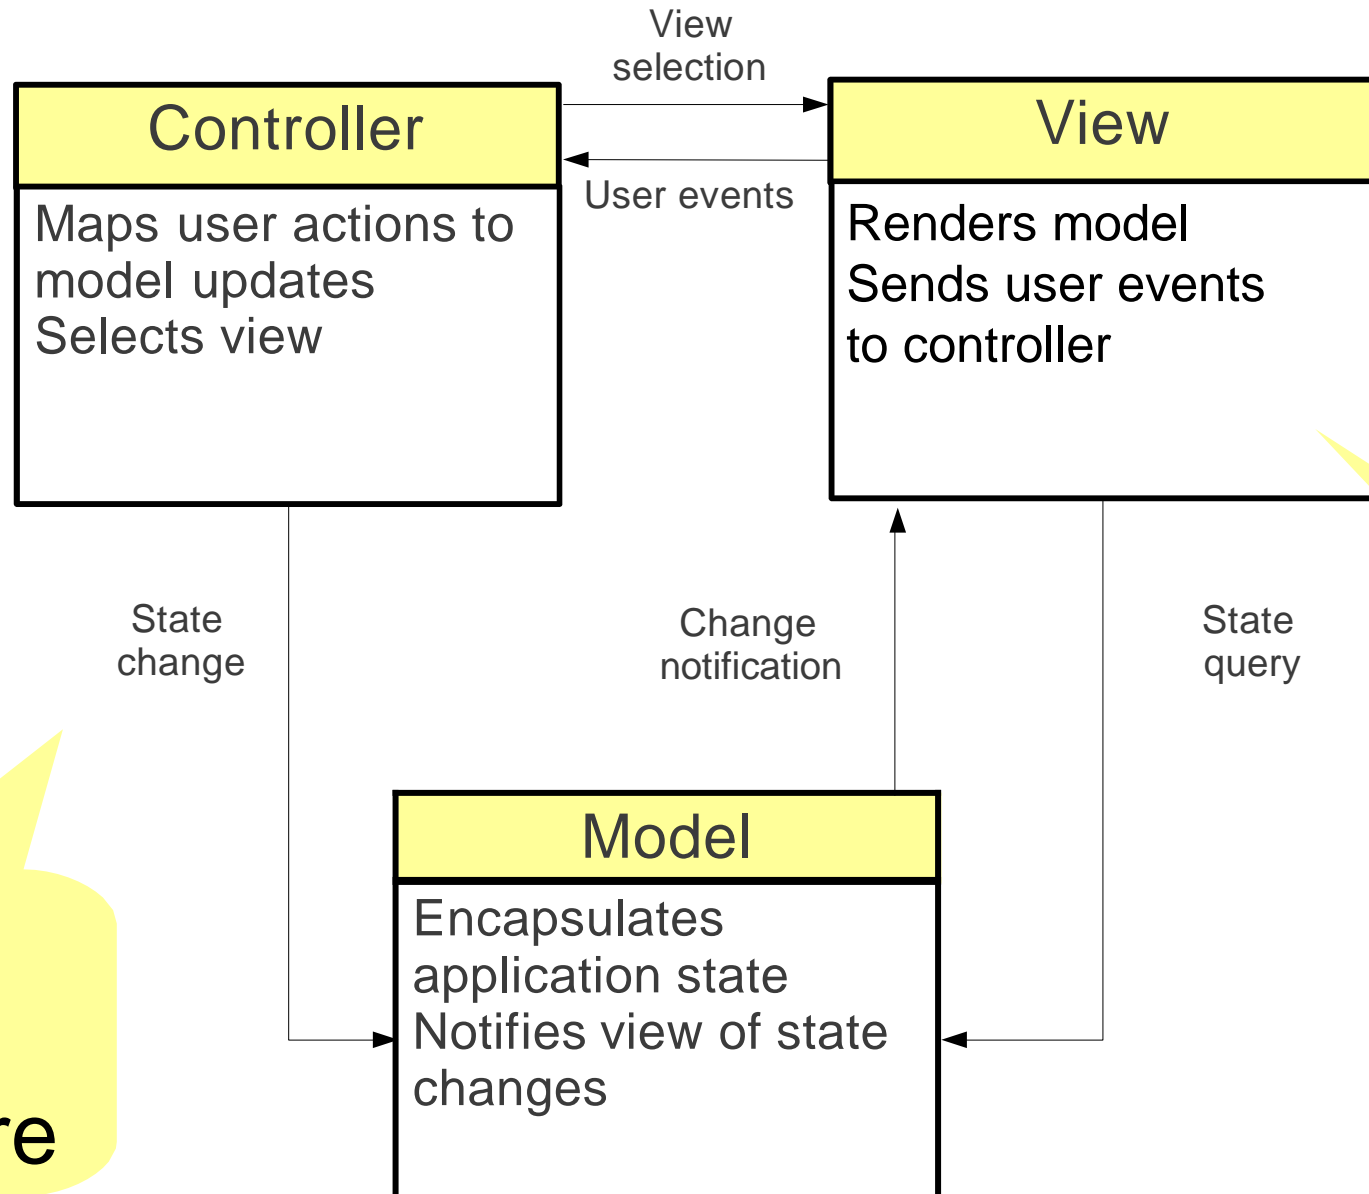 View
selection
Controller
View
User events
Maps user actions to
model updates
Selects view
Renders model
Sends user events
to controller
State
change
Change
notification
State
query
Model
Encapsulates
application state
Notifies view of state
changes
re